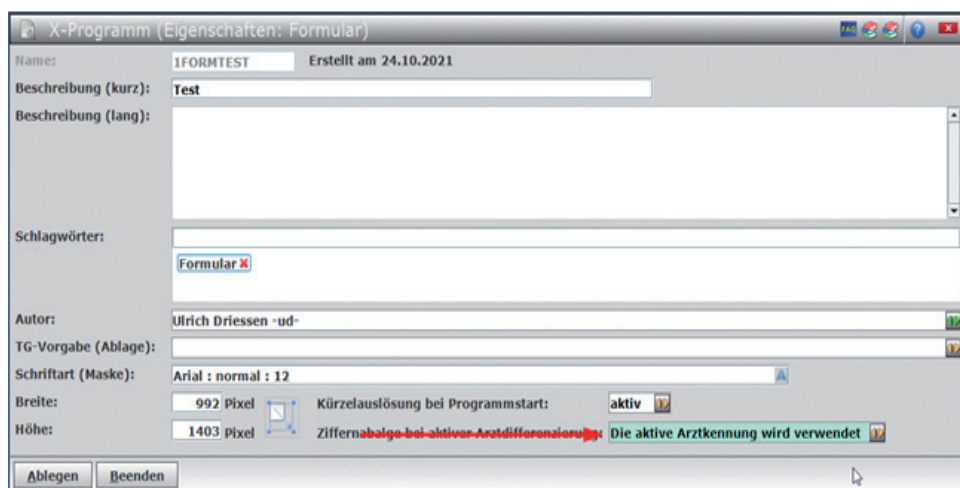 X-Programm (Eigenschaften: Formular)
FAQ ?
Name: 1FORMTEST Erstellt am 24.10.2021
Beschreibung (kurz): Test
Beschreibung (lang):
Schlagwörter:
Formular
Autor: Ulrich Driessen -ud-
TG-Vorgabe (Ablage):
Schriftart (Maske): Arial : normal : 12 A
Breite: 992 Pixel Kürzelauslösung bei Programmstart: aktiv
Höhe: 1403 Pixel Ziffernabalge bei aktiver Arztdifferenzierung: Die aktive Arztkennung wird verwendet
Ablegen Beenden